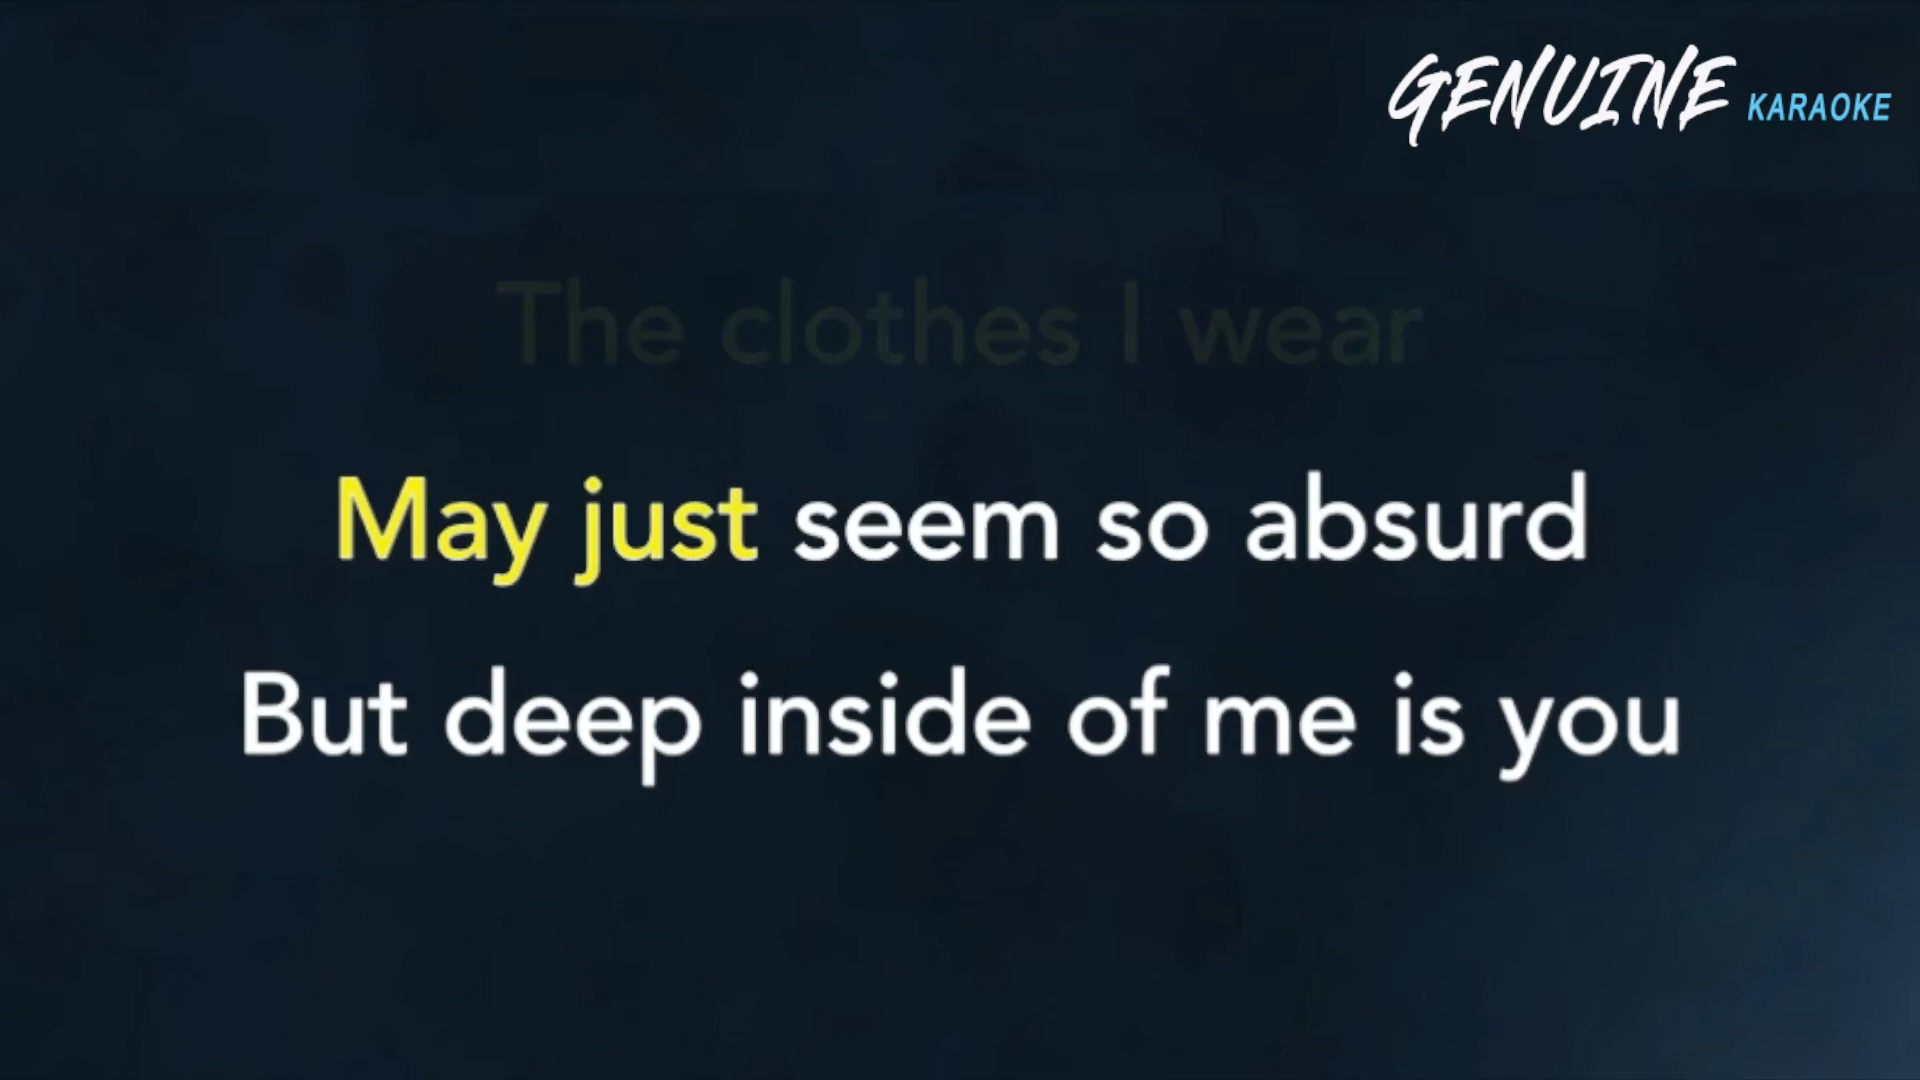 GENUINE KARAOKE
The clothes I wear
May just seem so absurd
But deep inside of me is you